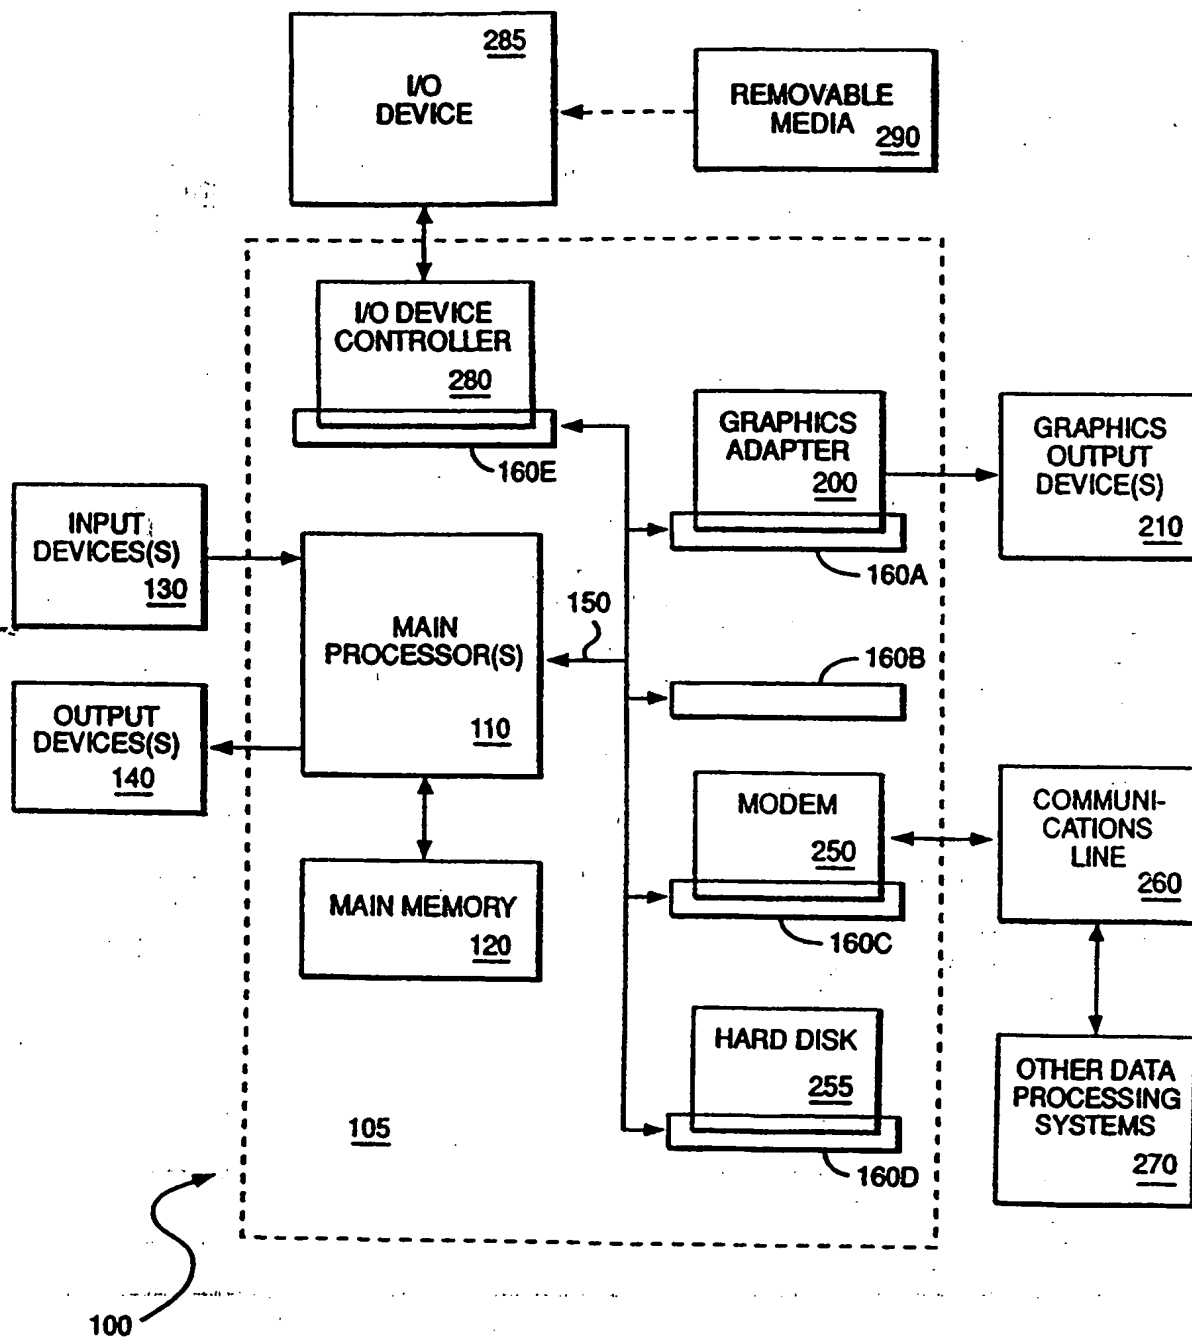 285
I/O
DEVICE
REMOVABLE
MEDIA
290
I/O DEVICE
CONTROLLER
280
160E
GRAPHICS
ADAPTER
200
160A
GRAPHICS
OUTPUT
DEVICE(S)
210
INPUT
DEVICES(S)
130
MAIN
PROCESSOR(S)
110
150
160B
OUTPUT
DEVICES(S)
140
MODEM
250
160C
COMMUNI-
CATIONS
LINE
260
MAIN MEMORY
120
HARD DISK
255
160D
OTHER DATA
PROCESSING
SYSTEMS
270
105
100